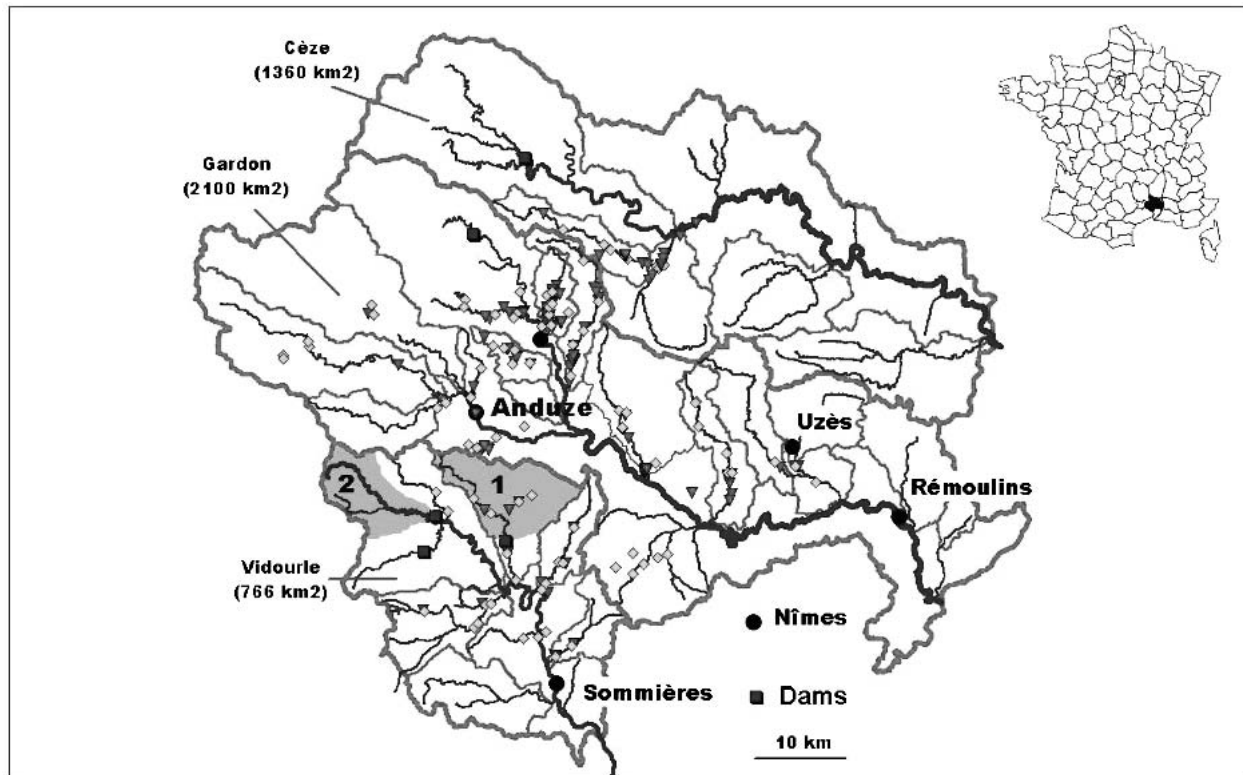 Cèze
(1360 km2)
Gardon
(2100 km2)
Anduze
Uzès
2
1
Rémoulins
Vidourle
(766 km2)
Nîmes
Sommières
Dams
10 km